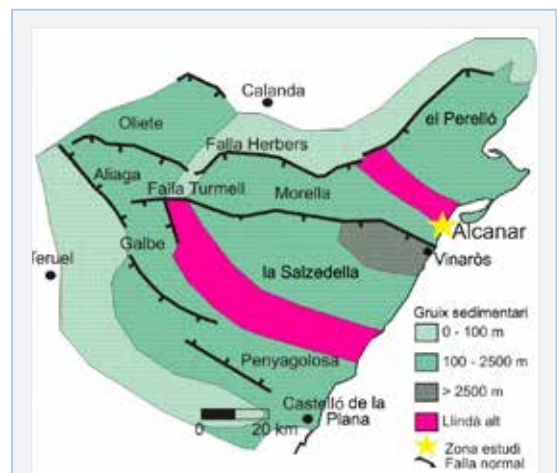 Calanda
Oliete
el Perelló
Falla Herbers
Aliaga
Falla Turmell
Morella
Alcanar
Galbe
Teruel
Vinaròs
la Salzedella
Gruix sedimentari
0 - 100 m
100 - 2500 m
> 2500 m
Penyagolosa
Llindà alt
Castelló de la
Plana
0 20 km
Zona estudi
Falla normal